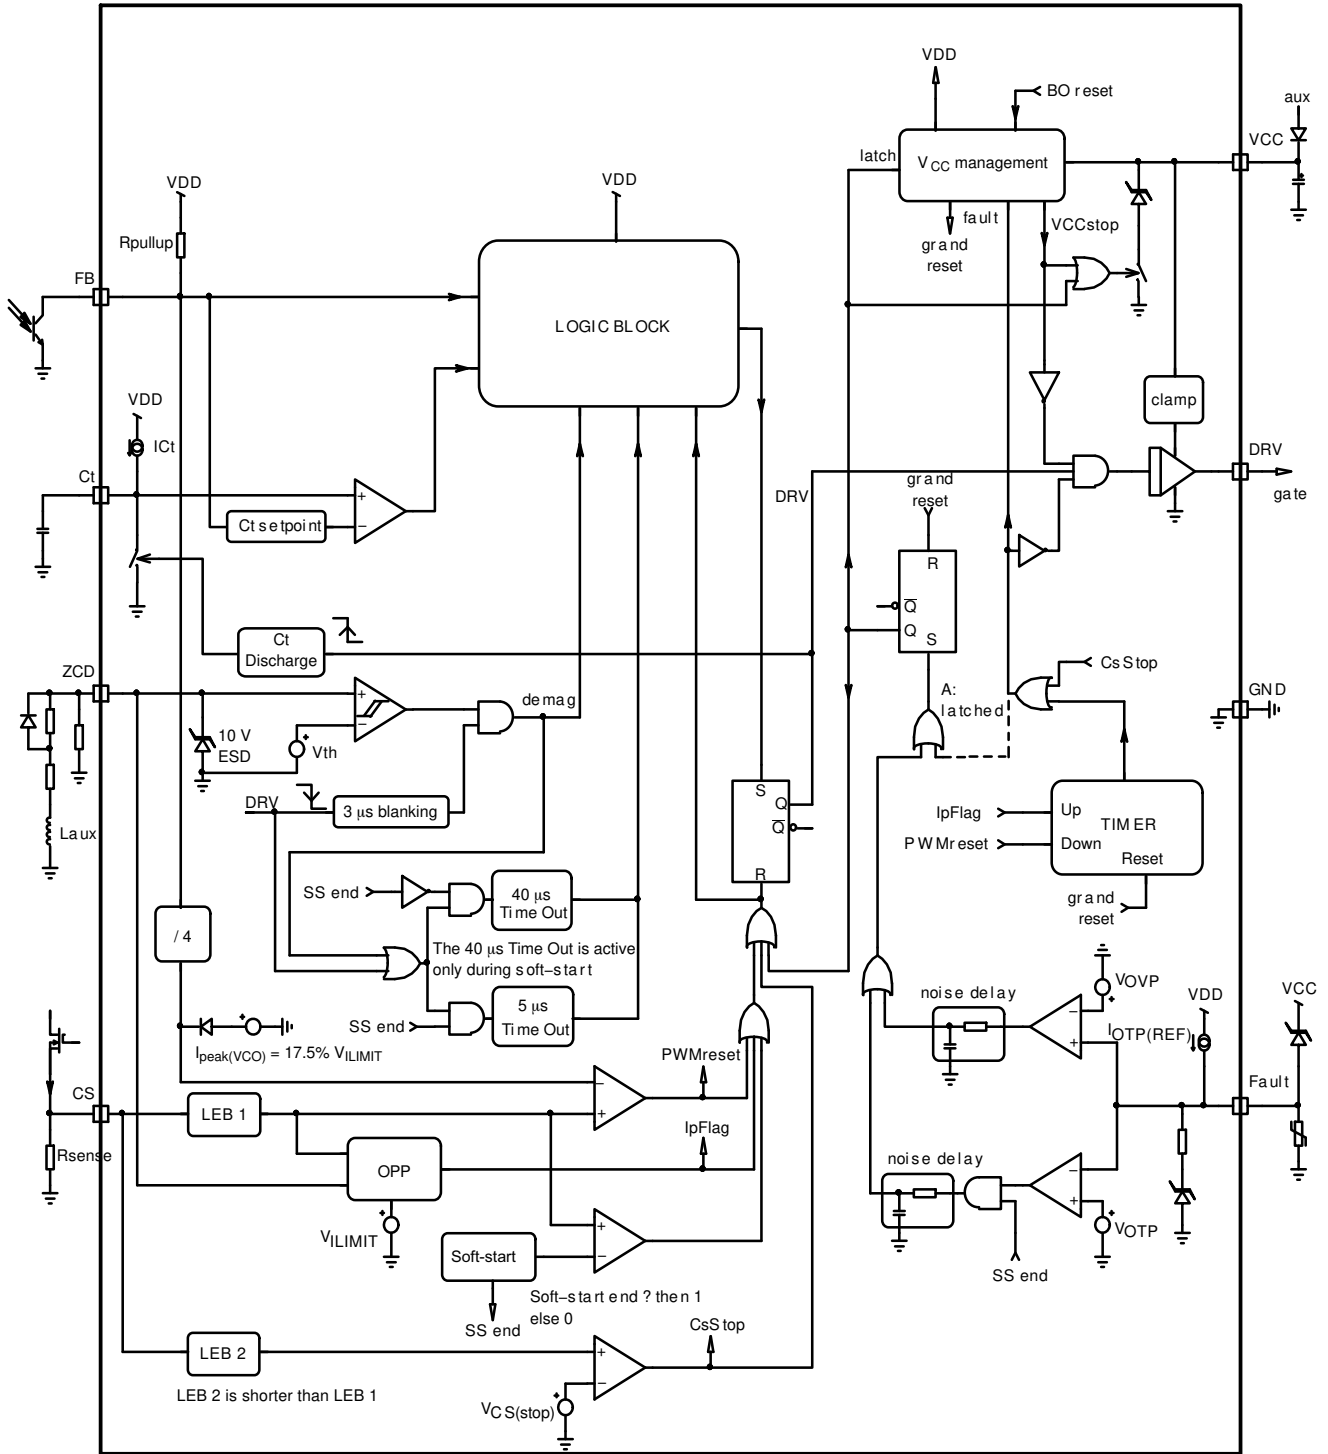 VDD
BO reset
aux
VCC
latch
VCC management
VDD
VDD
fault
VCCstop
grand
reset
Rpullup
FB
LOGIC BLOCK
clamp
VDD
ICt
DRV
Ct
grand
reset
DRV
gate
+
Ct setpoint
−
R
Q
Q
S
Ct
Discharge
CsStop
ZCD
demag
A:
latched
GND
+
−
10 V
ESD
Vth
DRV
3 µs blanking
S
Q
Q
R
IpFlag
Up
TIMER
PWMreset
Down
Reset
Laux
SS end
40 µs
Time Out
grand
reset
/ 4
The 40 µs Time Out is active
only during soft−start
VOVP
5 µs
Time Out
SS end
noise delay
VDD
VCC
IOTP(REF)
−
+
Ipeak(VCO) = 17.5% VILIMIT
PWMreset
Fault
CS
LEB 1
−
+
IpFlag
Rsense
OPP
noise delay
−
+
VILIMIT
VOTP
SS end
Soft-start
+
−
Soft−start end ? then 1
else 0
SS end
CsStop
LEB 2
+
−
LEB 2 is shorter than LEB 1
VCS(stop)